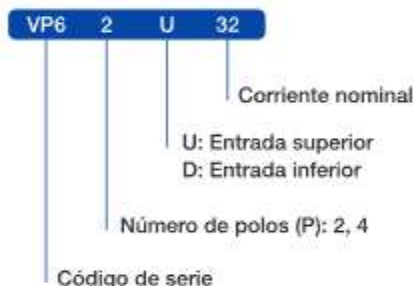 VP6 2 U 32
Corriente nominal
U: Entrada superior
D: Entrada inferior
Número de polos (P): 2, 4
Código de serie